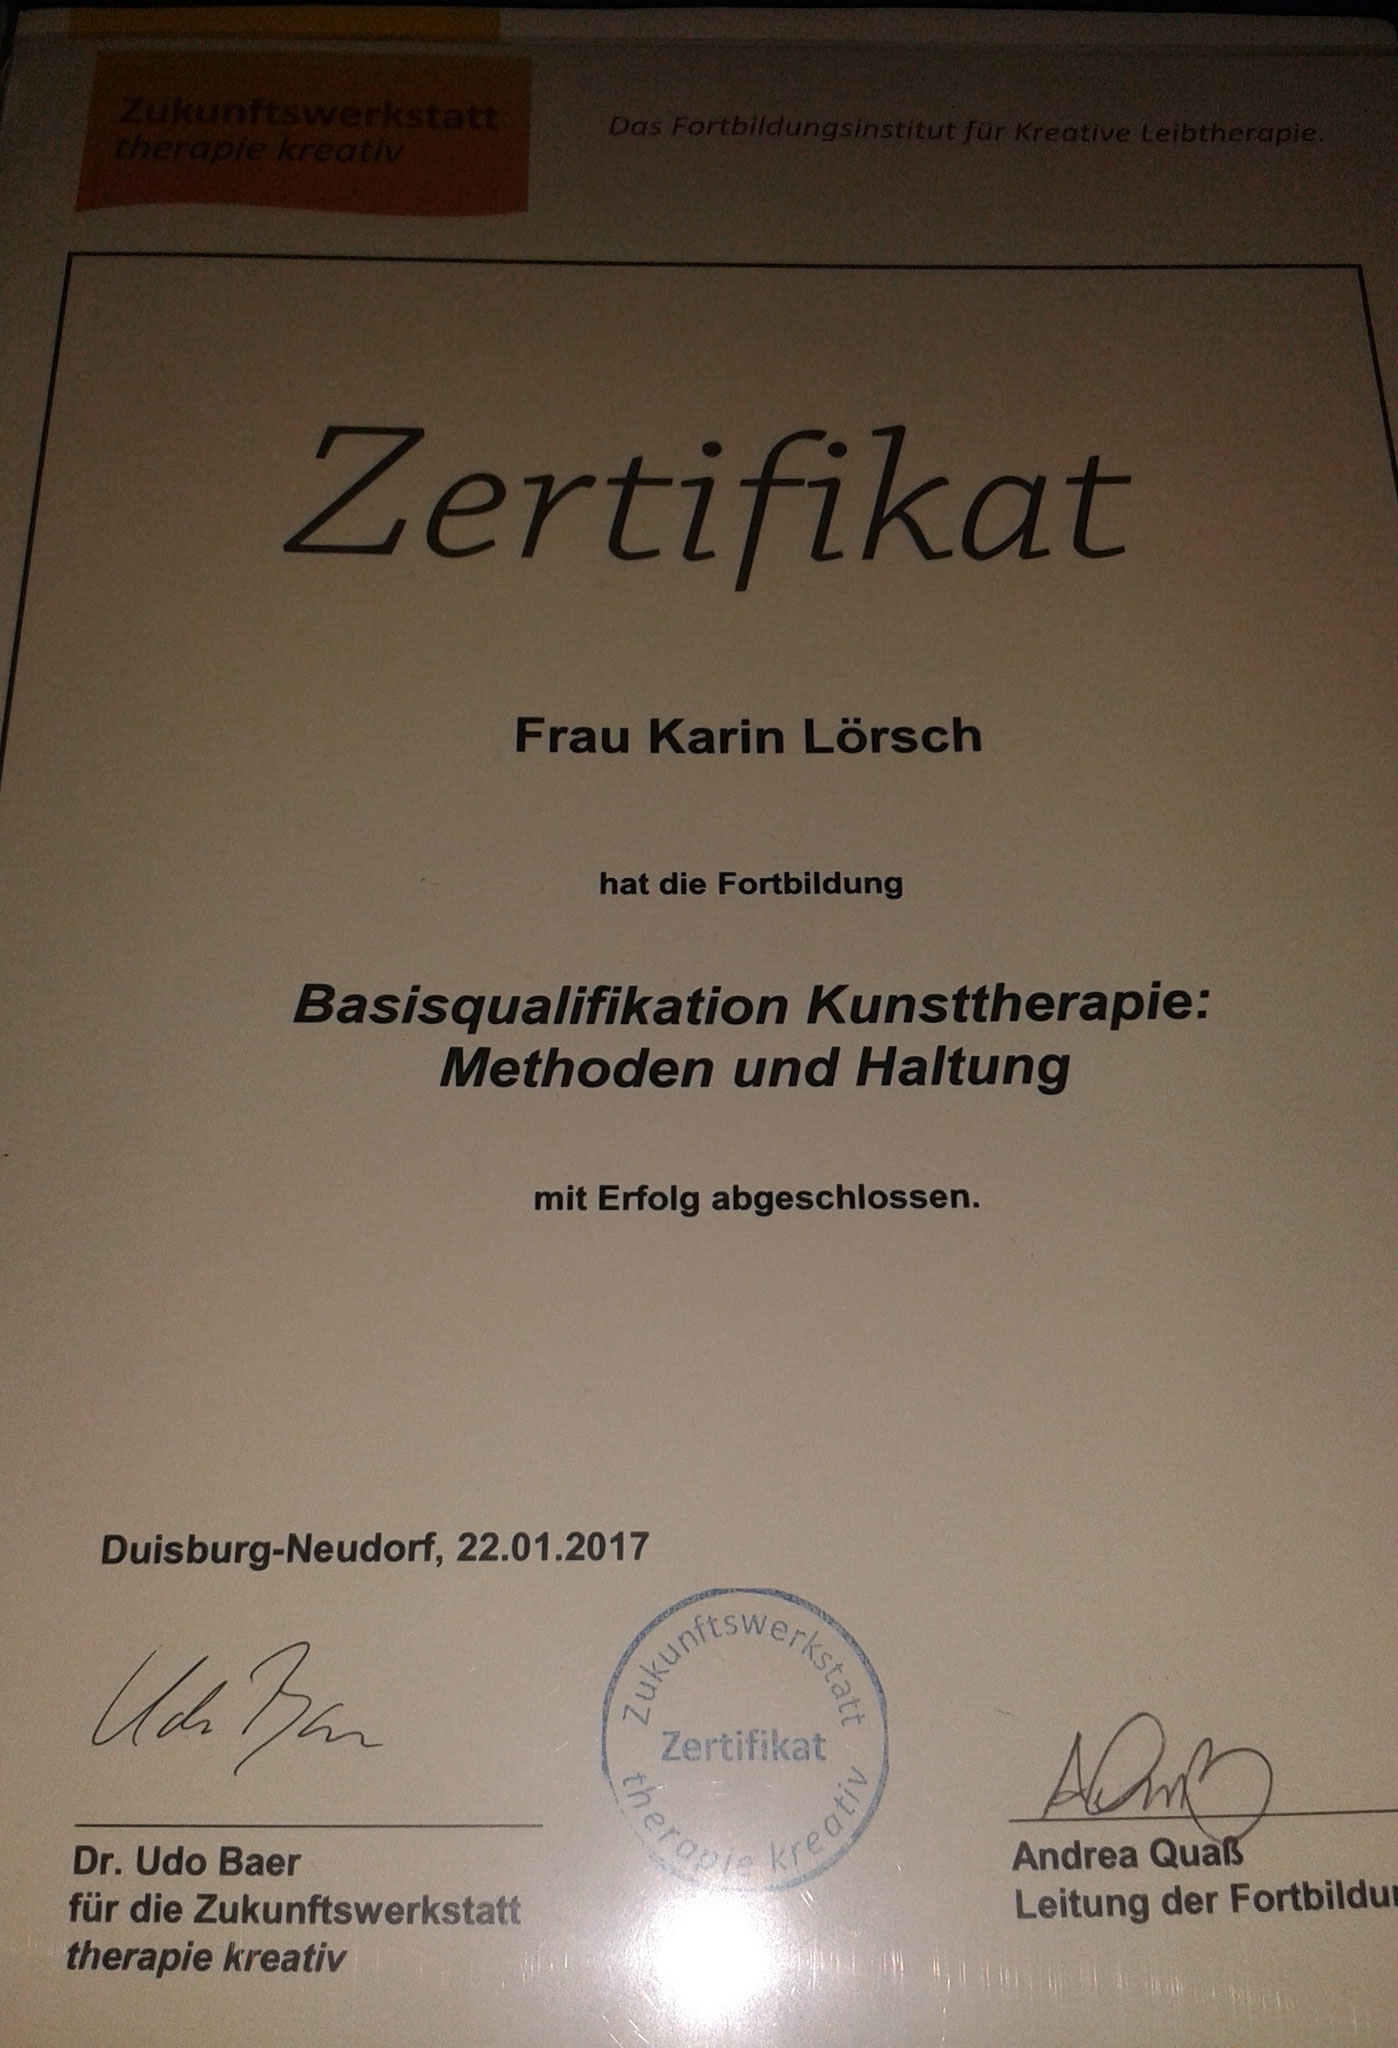 Zukunftswerkstatt
therapie kreativ
Das Fortbildungsinstitut für Kreative Leibtherapie.
Zertifikat
Frau Karin Lörsch
hat die Fortbildung
Basisqualifikation Kunsttherapie:
Methoden und Haltung
mit Erfolg abgeschlossen.
Duisburg-Neudorf, 22.01.2017
Udo Baer
Zukunftswerkstatt
Zertifikat
therapie kreativ
Dr. Udo Baer
für die Zukunftswerkstatt
therapie kreativ
Andrea Quaß
Leitung der Fortbildu